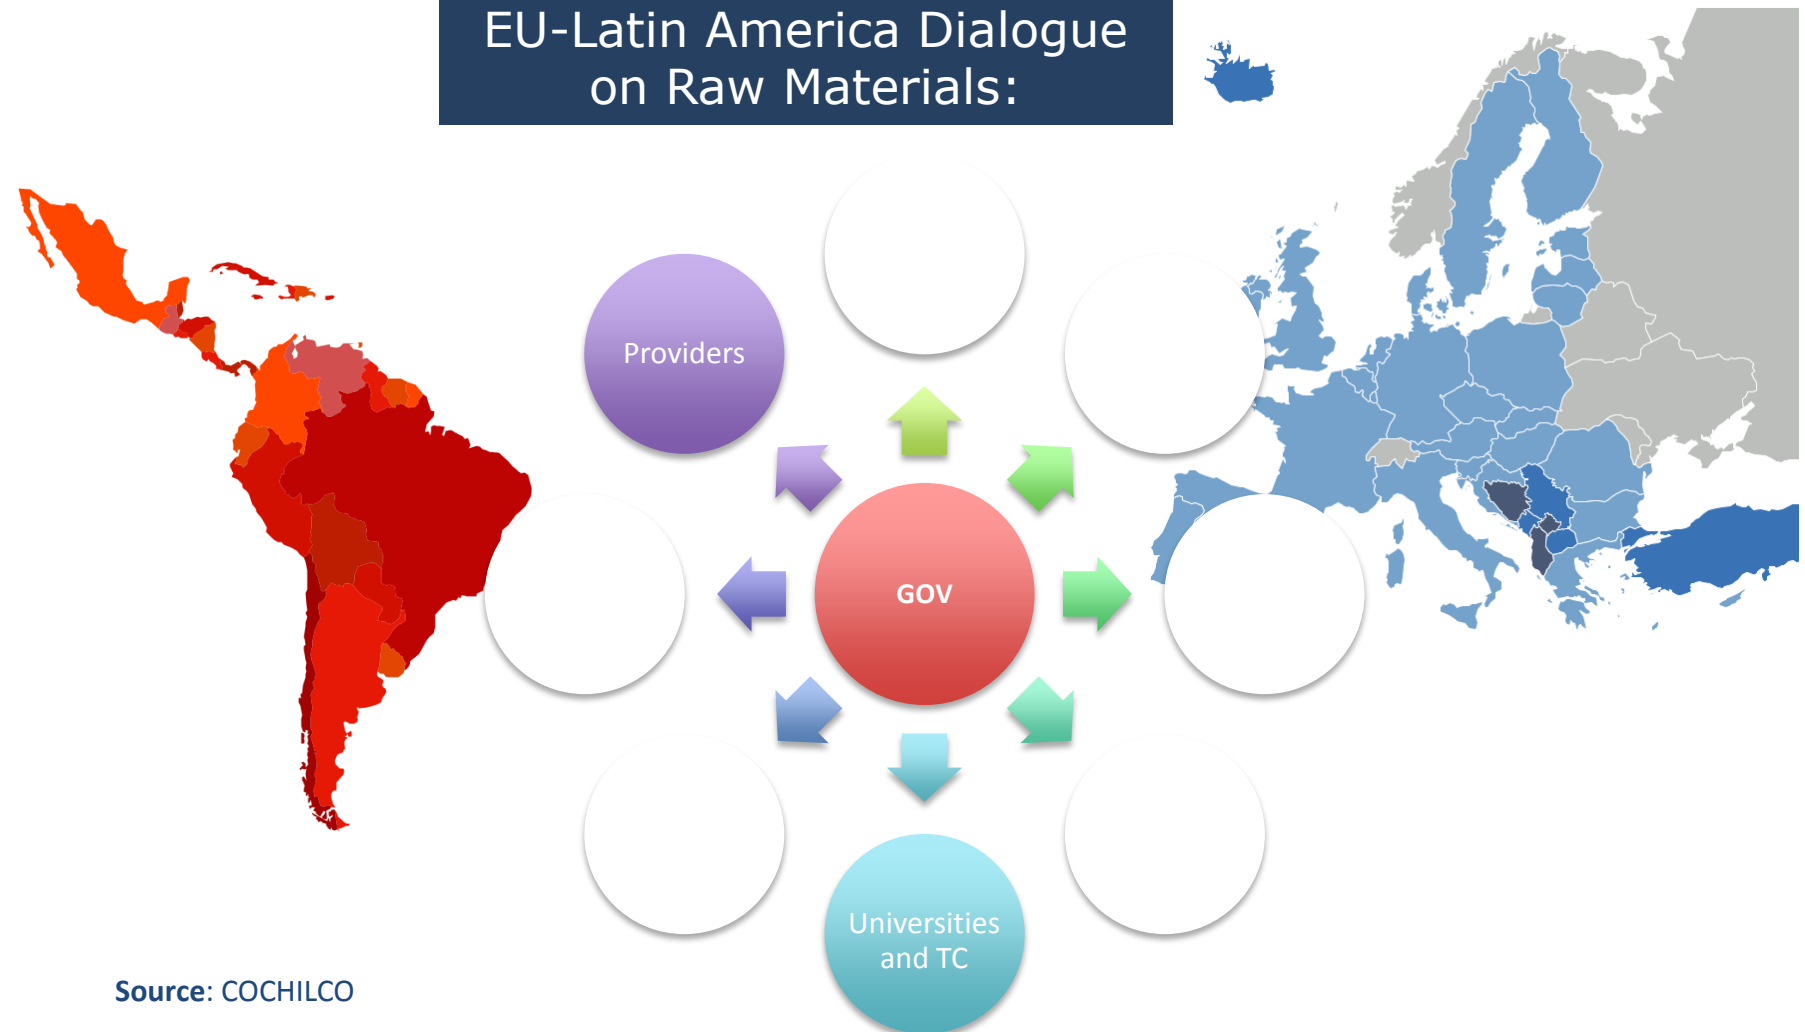 EU-Latin America Dialogue
on Raw Materials:
Providers
GOV
Universities
and TC
Source: COCHILCO